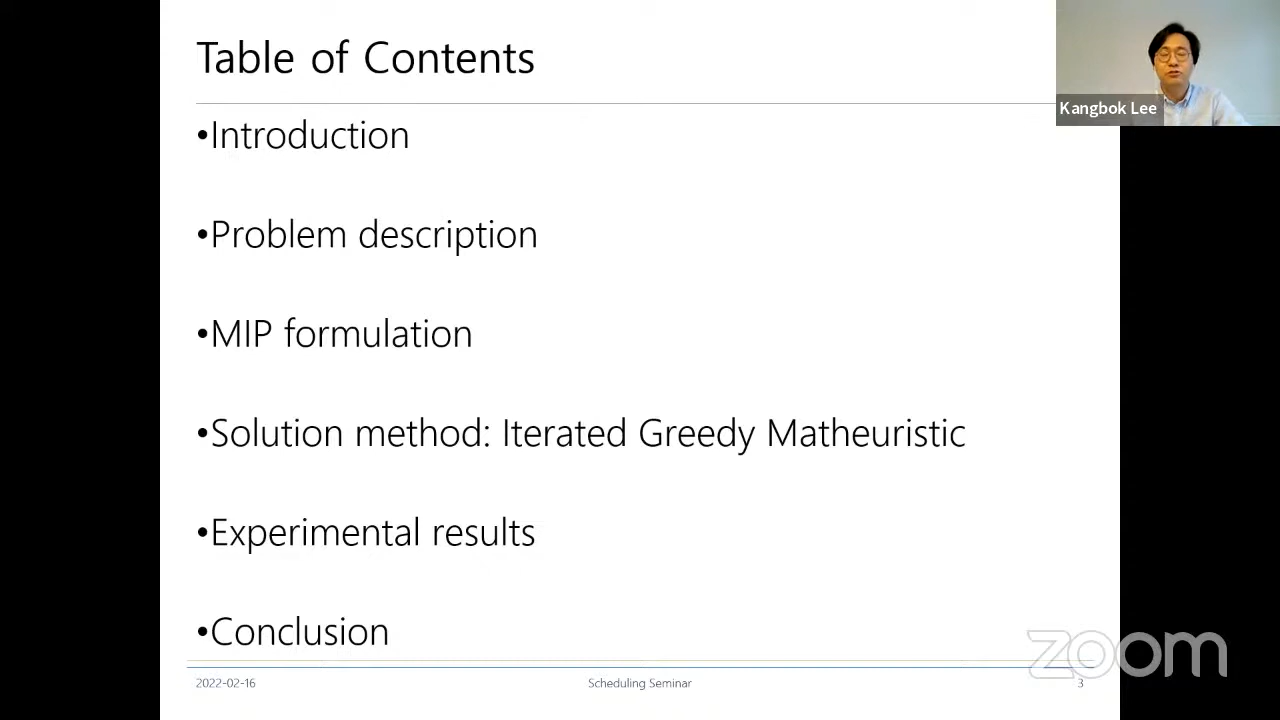 Table of Contents
Kangbok Lee
•Introduction
•Problem description
•MIP formulation
•Solution method: Iterated Greedy Matheuristic
•Experimental results
•Conclusion
zoom
2022-02-16
Scheduling Seminar
3